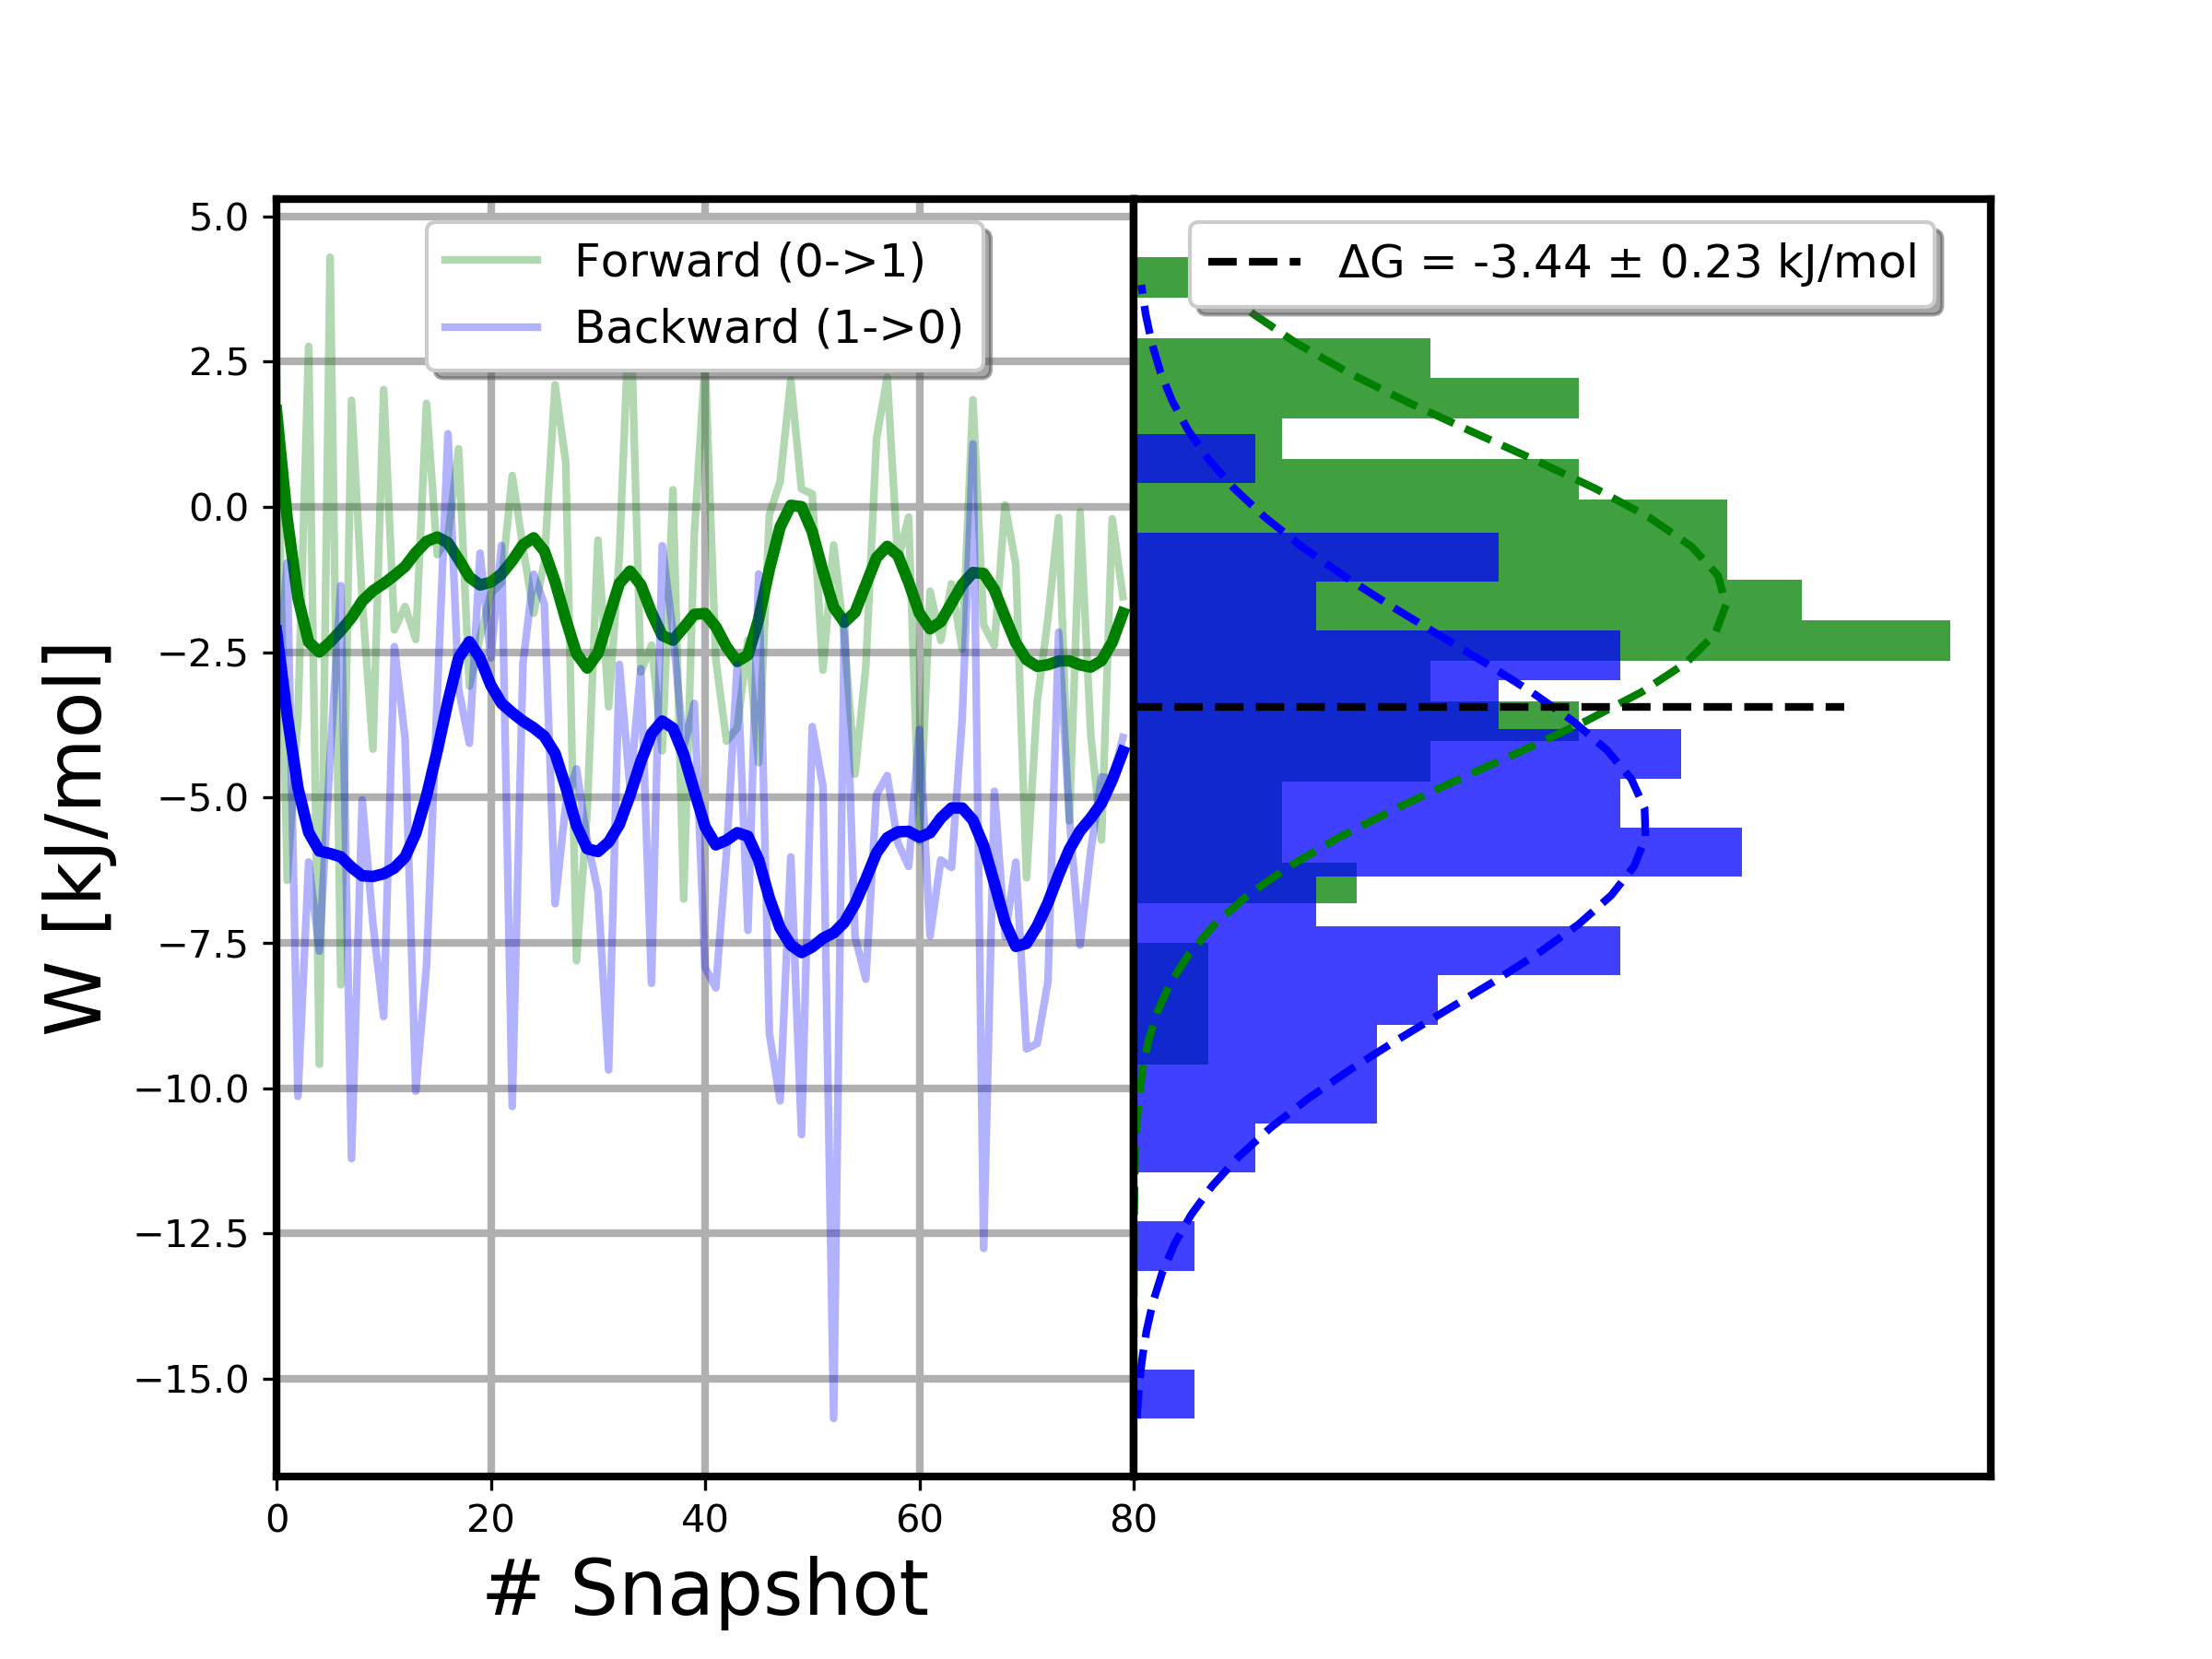 5.0
2.5
0.0
−2.5
−5.0
−7.5
−10.0
−12.5
−15.0
W [kJ/mol]
Forward (0->1)
Backward (1->0)
ΔG = -3.44 ± 0.23 kJ/mol
0 20 40 60 80
# Snapshot